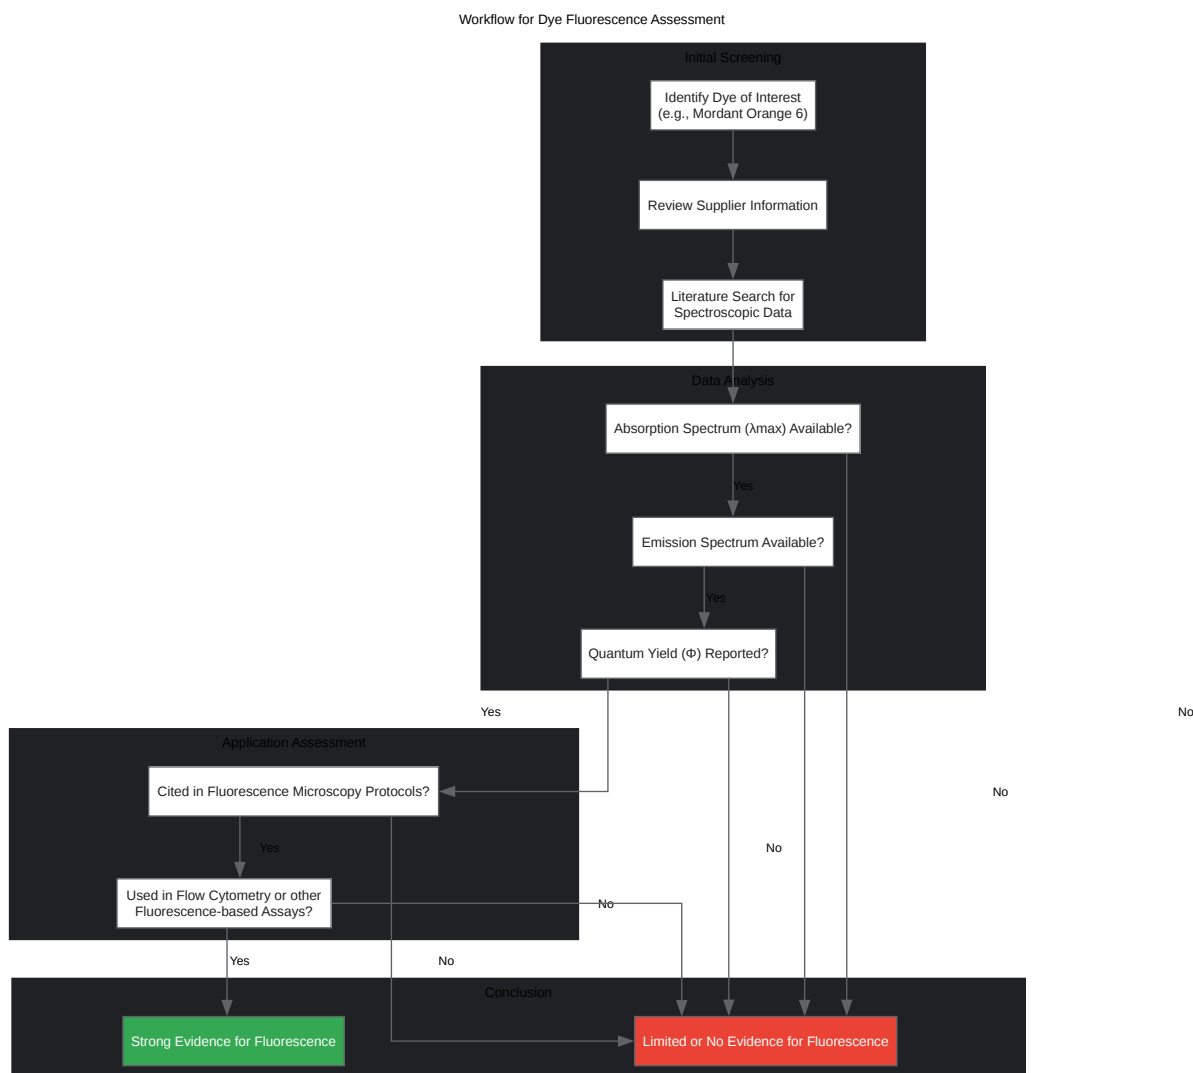 Workflow for Dye Fluorescence Assessment
Initial Screening
Identify Dye of Interest
(e.g., Mordant Orange 6)
Review Supplier Information
Literature Search for
Spectroscopic Data
Data Analysis
Absorption Spectrum (λmax) Available?
Yes
Emission Spectrum Available?
Yes
Quantum Yield (Φ) Reported?
Yes
No
Application Assessment
Cited in Fluorescence Microscopy Protocols?
No
Yes
No
Used in Flow Cytometry or other
Fluorescence-based Assays?
No
Yes
No
Conclusion
Strong Evidence for Fluorescence
Limited or No Evidence for Fluorescence